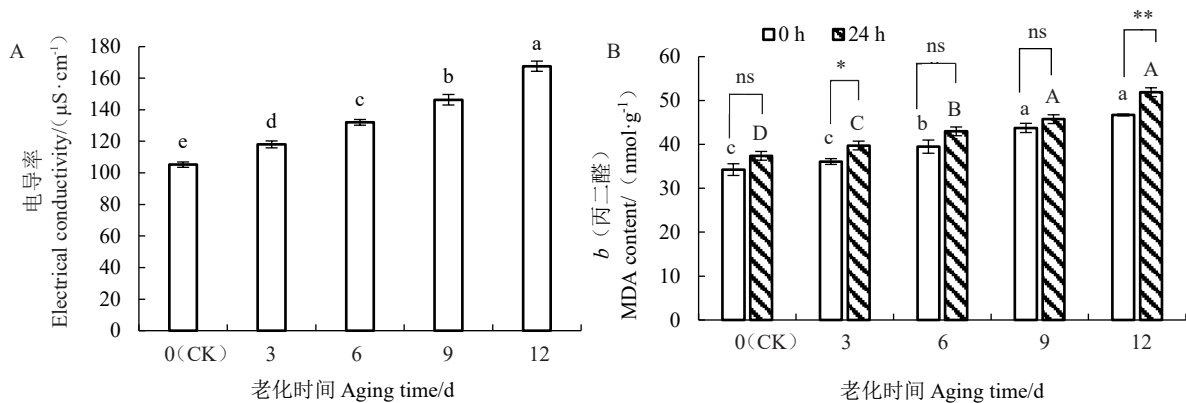 A
电导率
Electrical conductivity/(μS·cm⁻¹)
180
160
140
120
100
80
60
40
20
0
e
d
c
b
a
0(CK)
3
6
9
12
老化时间 Aging time/d
B
b（丙二醛）
MDA content/（nmol·g⁻¹）
0 h
24 h
60
50
40
30
20
10
0
ns
*
ns
ns
**
c
D
c
C
b
B
a
A
a
A
0(CK)
3
6
9
12
老化时间 Aging time/d